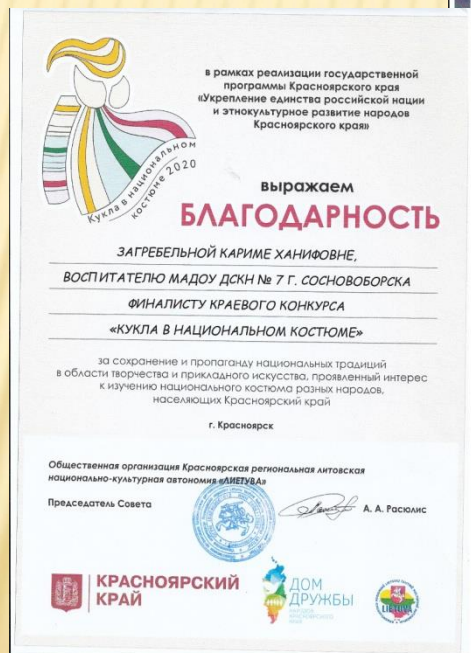 в рамках реализации государственной
программы Красноярского края
«Укрепление единства российской нации
и этнокультурное развитие народов
Красноярского края»
Кукла в национальном
костюме 2020
выражаем
БЛАГОДАРНОСТЬ
ЗАГРЕБЕЛЬНОЙ КАРИМЕ ХАНИФОВНЕ,
ВОСПИТАТЕЛЮ МАДОУ ДСКН № 7 Г. СОСНОВОБОРСКА
ФИНАЛИСТУ КРАЕВОГО КОНКУРСА
«КУКЛА В НАЦИОНАЛЬНОМ КОСТЮМЕ»
за сохранение и пропаганду национальных традиций
в области творчества и прикладного искусства, проявленный интерес
к изучению национального костюма разных народов,
населяющих Красноярский край
г. Красноярск
Общественная организация Красноярская региональная литовская
национально-культурная автономия «ЛИЕТУВА»
Председатель Совета А. А. Расюлис
КРАСНОЯРСКИЙ
КРАЙ
ДОМ
ДРУЖБЫ
НАРОДОВ
КРАСНОЯРСКОГО
КРАЯ
LIETUVA